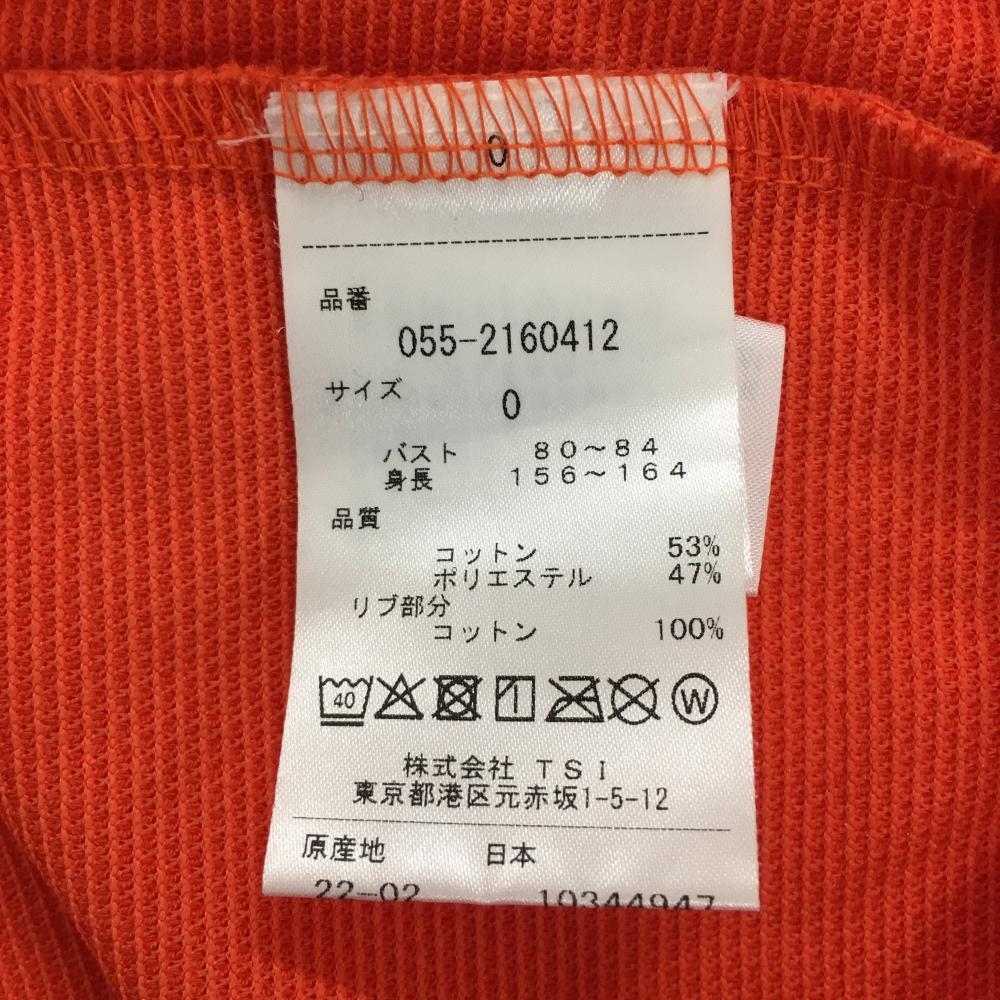 0
品番
055-2160412
サイズ 0
バスト 80~84
身長 156~164
品質
コットン 53%
ポリエステル 47%
リブ部分
コットン 100%
40 W
株式会社 TSI
東京都港区元赤坂1-5-12
原産地 日本
22-02 10344947